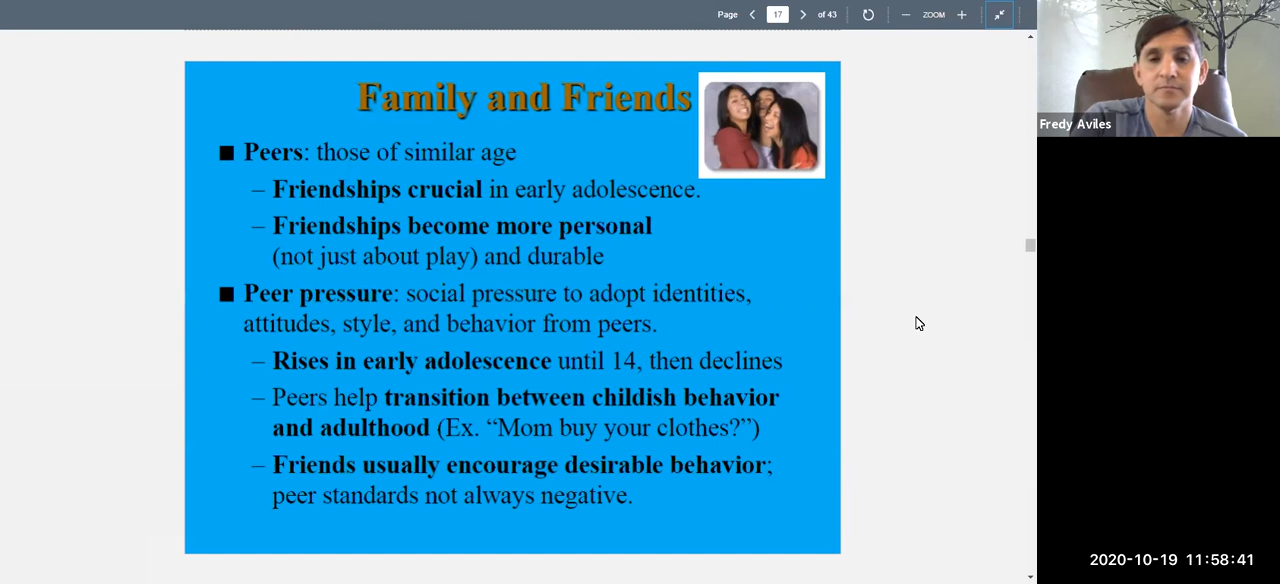 Page 17 of 43 ZOOM
Family and Friends
Peers: those of similar age
– Friendships crucial in early adolescence.
– Friendships become more personal
(not just about play) and durable
Peer pressure: social pressure to adopt identities,
attitudes, style, and behavior from peers.
– Rises in early adolescence until 14, then declines
– Peers help transition between childish behavior
and adulthood (Ex. “Mom buy your clothes?”)
– Friends usually encourage desirable behavior;
peer standards not always negative.
Fredy Aviles
2020-10-19 11:58:41